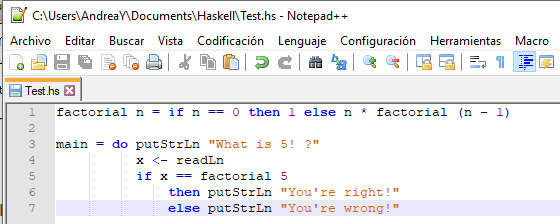 C:\Users\AndreaY\Documents\Haskell\Test.hs - Notepad++
Archivo Editar Buscar Vista Codificación Lenguaje Configuración Herramientas Macro
Test.hs
1 factorial n = if n == 0 then 1 else n * factorial (n - 1)
2
3 main = do putStrLn "What is 5! ?"
4 x <- readLn
5 if x == factorial 5
6 then putStrLn "You're right!"
7 else putStrLn "You're wrong!"